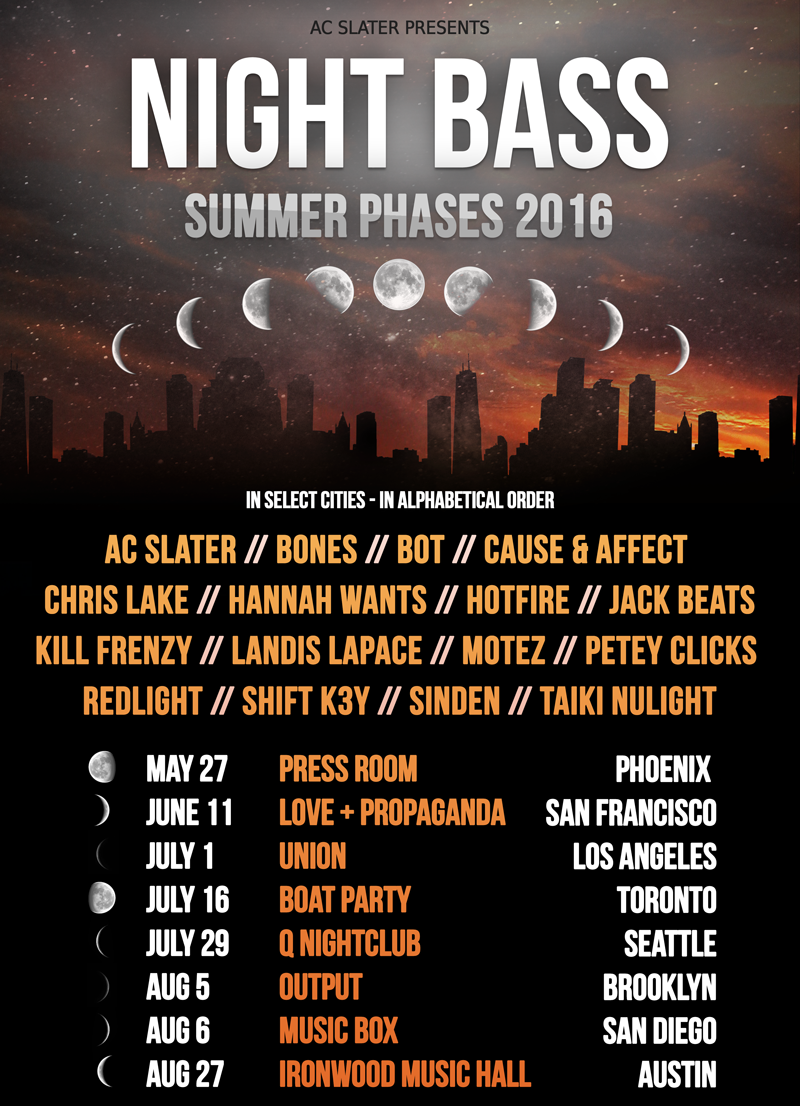 AC SLATER PRESENTS
NIGHT BASS
SUMMER PHASES 2016
IN SELECT CITIES - IN ALPHABETICAL ORDER
AC SLATER // BONES // BOT // CAUSE & AFFECT
CHRIS LAKE // HANNAH WANTS // HOTFIRE // JACK BEATS
KILL FRENZY // LANDIS LAPACE // MOTEZ // PETEY CLICKS
REDLIGHT // SHIFT K3Y // SINDEN // TAIKI NULIGHT
MAY 27 PRESS ROOM PHOENIX
JUNE 11 LOVE + PROPAGANDA SAN FRANCISCO
JULY 1 UNION LOS ANGELES
JULY 16 BOAT PARTY TORONTO
JULY 29 Q NIGHTCLUB SEATTLE
AUG 5 OUTPUT BROOKLYN
AUG 6 MUSIC BOX SAN DIEGO
AUG 27 IRONWOOD MUSIC HALL AUSTIN